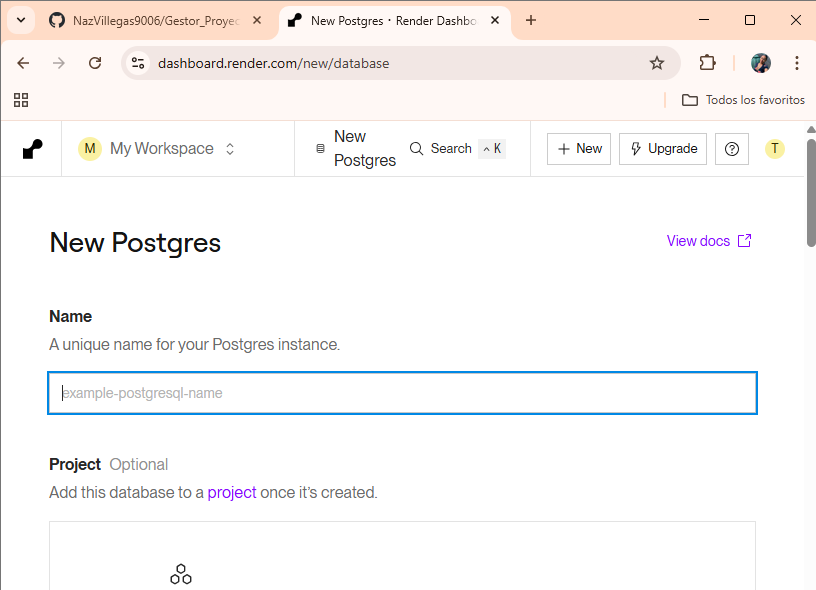 NazVillegas9006/Gestor_Proyec
New Postgres · Render Dashbo
dashboard.render.com/new/database
Todos los favoritos
M My Workspace
New Postgres
Search ^ K
+ New
Upgrade
T
New Postgres
View docs
Name
A unique name for your Postgres instance.
example-postgresql-name
Project Optional
Add this database to a project once it's created.